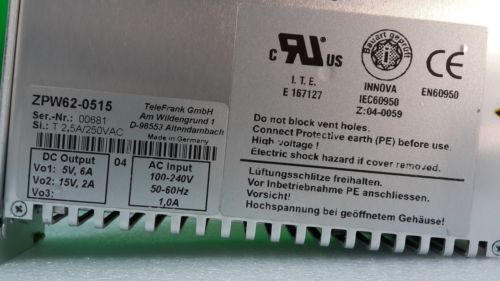 ZPW62-0515
Ser.-Nr.: 00681
Si.: T 2,5A/250VAC
TeleFrank GmbH
Am Wildengrund 1
D-98553 Altendambach
Made in Germany
DC Output
Vo1: 5V, 6A
Vo2: 15V, 2A
Vo3:
04
AC Input
100-240V
50-60Hz
1,0A
c RU US
I. T. E.
E 167127
Bauart geprüft
INNOVA
IEC60950
Z:04-0059
CE
EN60950
Do not block vent holes.
Connect Protective earth (PE) before use.
High voltage !
Electric shock hazard if cover removed.
Lüftungsschlitze freihalten.
Vor Inbetriebnahme PE anschliessen.
Vorsicht!
Hochspannung bei geöffnetem Gehäuse!